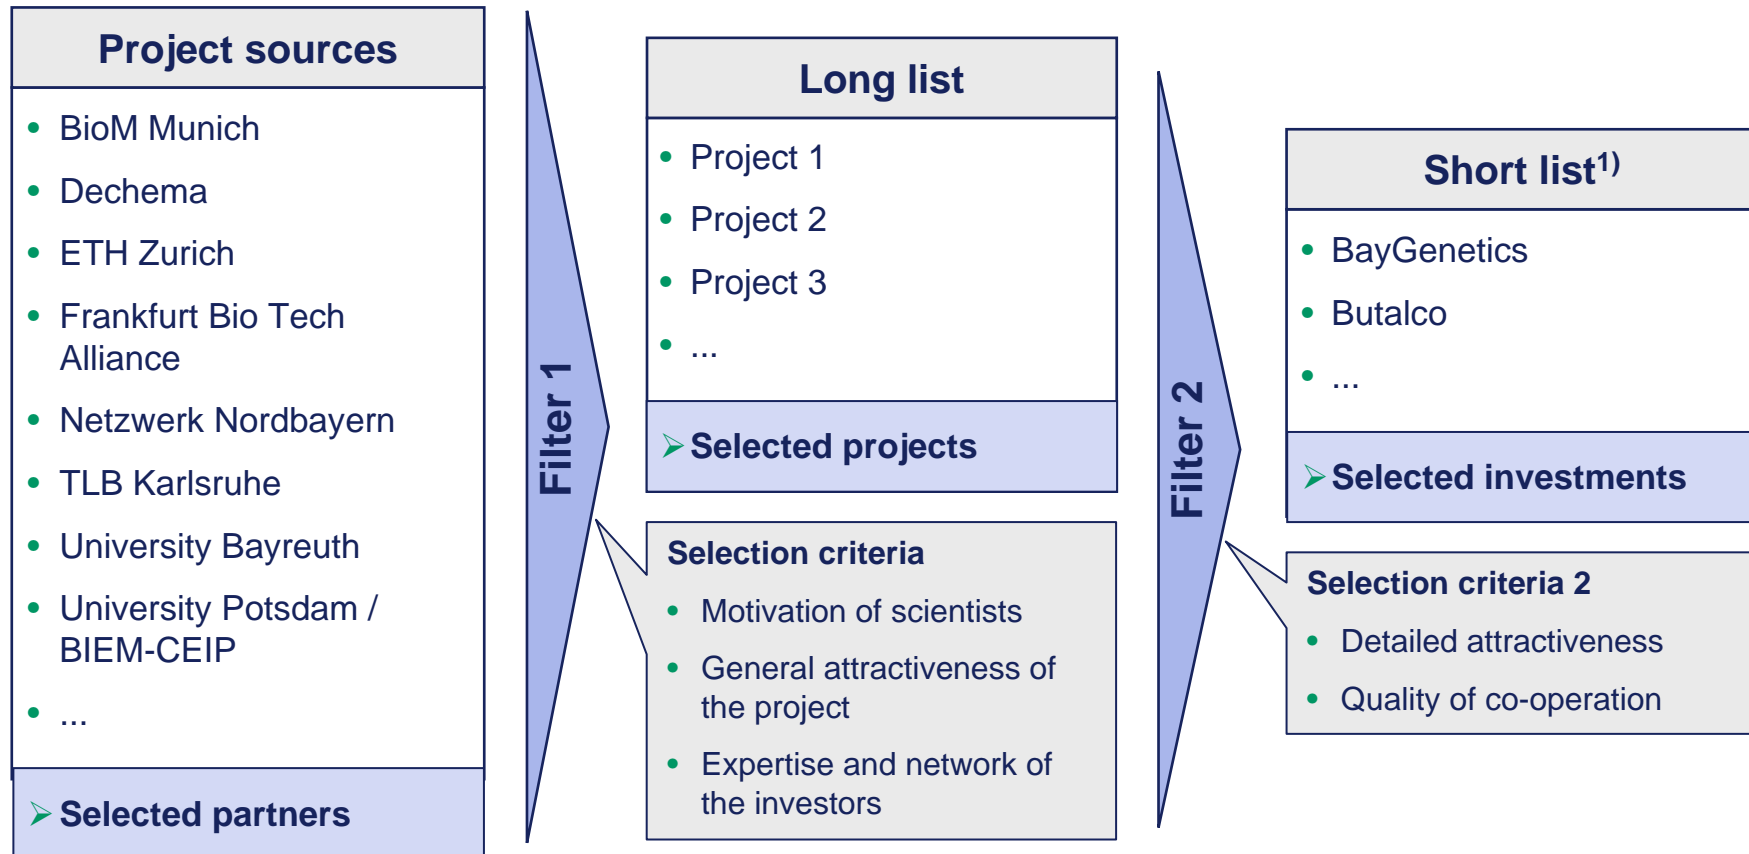 Project sources
• BioM Munich
• Dechema
• ETH Zurich
• Frankfurt Bio Tech
Alliance
• Netzwerk Nordbayern
• TLB Karlsruhe
• University Bayreuth
• University Potsdam /
BIEM-CEIP
• ...
➢ Selected partners
Filter 1
Long list
• Project 1
• Project 2
• Project 3
• ...
➢ Selected projects
Selection criteria
• Motivation of scientists
• General attractiveness of
the project
• Expertise and network of
the investors
Filter 2
Short list1)
• BayGenetics
• Butalco
• ...
➢ Selected investments
Selection criteria 2
• Detailed attractiveness
• Quality of co-operation